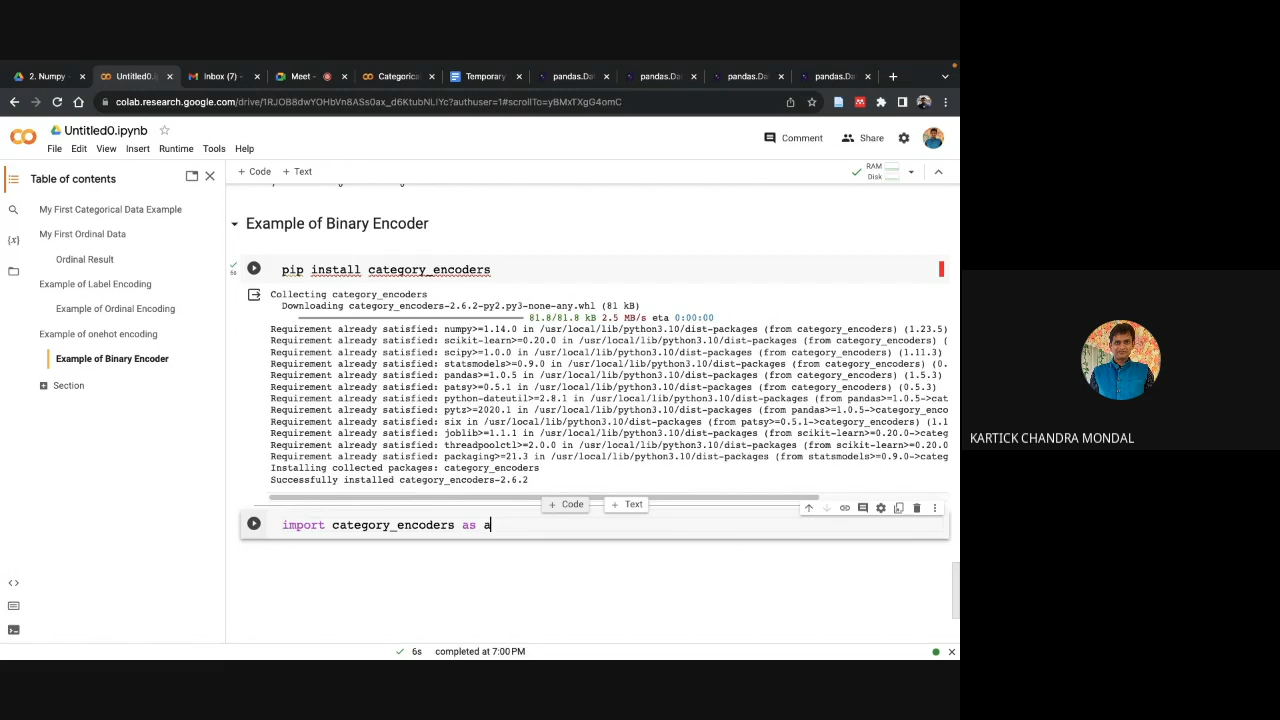 2. Numpy
Untitled0.i
Inbox (7)
Meet -
Categorica
Temporary
pandas.Da
pandas.Da
pandas.Da
pandas.Da
colab.research.google.com/drive/1RJOB8dwYOHbVn8ASs0ax_d6KtubNLIYc?authuser=1#scrollTo=yBMxTXgG4omC
Untitled0.ipynb
Comment
Share
File Edit View Insert Runtime Tools Help
Table of contents
+ Code + Text
RAM
Disk
My First Categorical Data Example
My First Ordinal Data
Ordinal Result
Example of Label Encoding
Example of Ordinal Encoding
Example of onehot encoding
Example of Binary Encoder
Section
Example of Binary Encoder
6s
pip install category_encoders
Collecting category_encoders
Downloading category_encoders-2.6.2-py2.py3-none-any.whl (81 kB)
81.8/81.8 kB 2.5 MB/s eta 0:00:00
Requirement already satisfied: numpy>=1.14.0 in /usr/local/lib/python3.10/dist-packages (from category_encoders) (1.23.5)
Requirement already satisfied: scikit-learn>=0.20.0 in /usr/local/lib/python3.10/dist-packages (from category_encoders) (
Requirement already satisfied: scipy>=1.0.0 in /usr/local/lib/python3.10/dist-packages (from category_encoders) (1.11.3)
Requirement already satisfied: statsmodels>=0.9.0 in /usr/local/lib/python3.10/dist-packages (from category_encoders) (0.
Requirement already satisfied: pandas>=1.0.5 in /usr/local/lib/python3.10/dist-packages (from category_encoders) (1.5.3)
Requirement already satisfied: patsy>=0.5.1 in /usr/local/lib/python3.10/dist-packages (from category_encoders) (0.5.3)
Requirement already satisfied: python-dateutil>=2.8.1 in /usr/local/lib/python3.10/dist-packages (from pandas>=1.0.5->cat
Requirement already satisfied: pytz>=2020.1 in /usr/local/lib/python3.10/dist-packages (from pandas>=1.0.5->category_enco
Requirement already satisfied: six in /usr/local/lib/python3.10/dist-packages (from patsy>=0.5.1->category_encoders) (1.1
Requirement already satisfied: joblib>=1.1.1 in /usr/local/lib/python3.10/dist-packages (from scikit-learn>=0.20.0->categ
Requirement already satisfied: threadpoolctl>=2.0.0 in /usr/local/lib/python3.10/dist-packages (from scikit-learn>=0.20.0
Requirement already satisfied: packaging>=21.3 in /usr/local/lib/python3.10/dist-packages (from statsmodels>=0.9.0->categ
Installing collected packages: category_encoders
Successfully installed category_encoders-2.6.2
+ Code + Text
import category_encoders as a
6s completed at 7:00 PM
KARTICK CHANDRA MONDAL